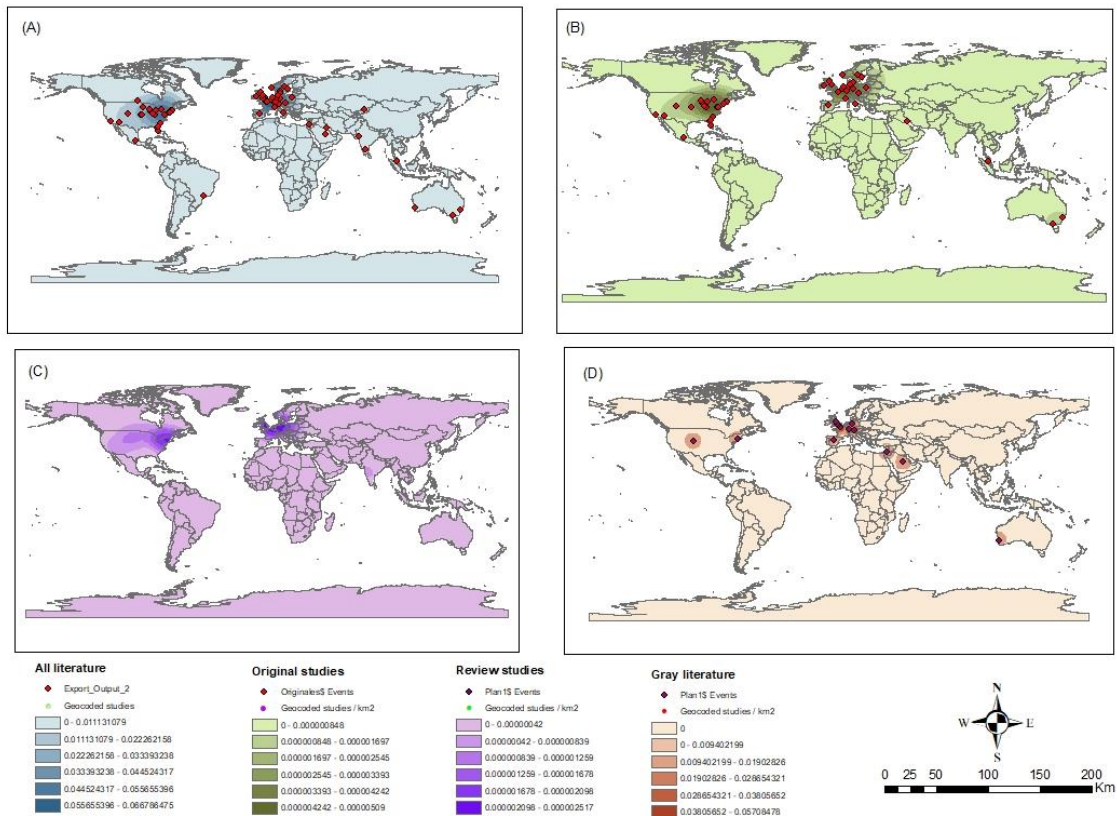 (A)
(B)
(C)
(D)
All literature
Export_Output_2
Geocoded studies
0 - 0.011131079
0.011131079 - 0.022262158
0.022262158 - 0.033393238
0.033393238 - 0.044524317
0.044524317 - 0.055655396
0.055655396 - 0.066786475
Original studies
Originales$ Events
Geocoded studies / km2
0 - 0.000000848
0.000000848 - 0.000001697
0.000001697 - 0.000002545
0.000002545 - 0.000003393
0.000003393 - 0.000004242
0.000004242 - 0.00000509
Review studies
Plan1$ Events
Geocoded studies / km2
0 - 0.00000042
0.00000042 - 0.000000839
0.000000839 - 0.000001259
0.000001259 - 0.000001678
0.000001678 - 0.000002098
0.000002098 - 0.000002517
Gray literature
Plan1$ Events
Geocoded studies / km2
0
0 - 0.009402199
0.009402199 - 0.01902826
0.01902826 - 0.028654321
0.028654321 - 0.03805652
0.03805652 - 0.05708478
N
W E
S
0 25 50 100 150 200
Km